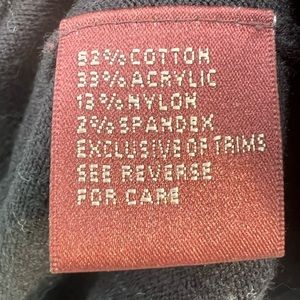 52% COTTON
33% ACRYLIC
13% NYLON
2% SPANDEX
EXCLUSIVE OF TRIMS
SEE REVERSE
FOR CARE